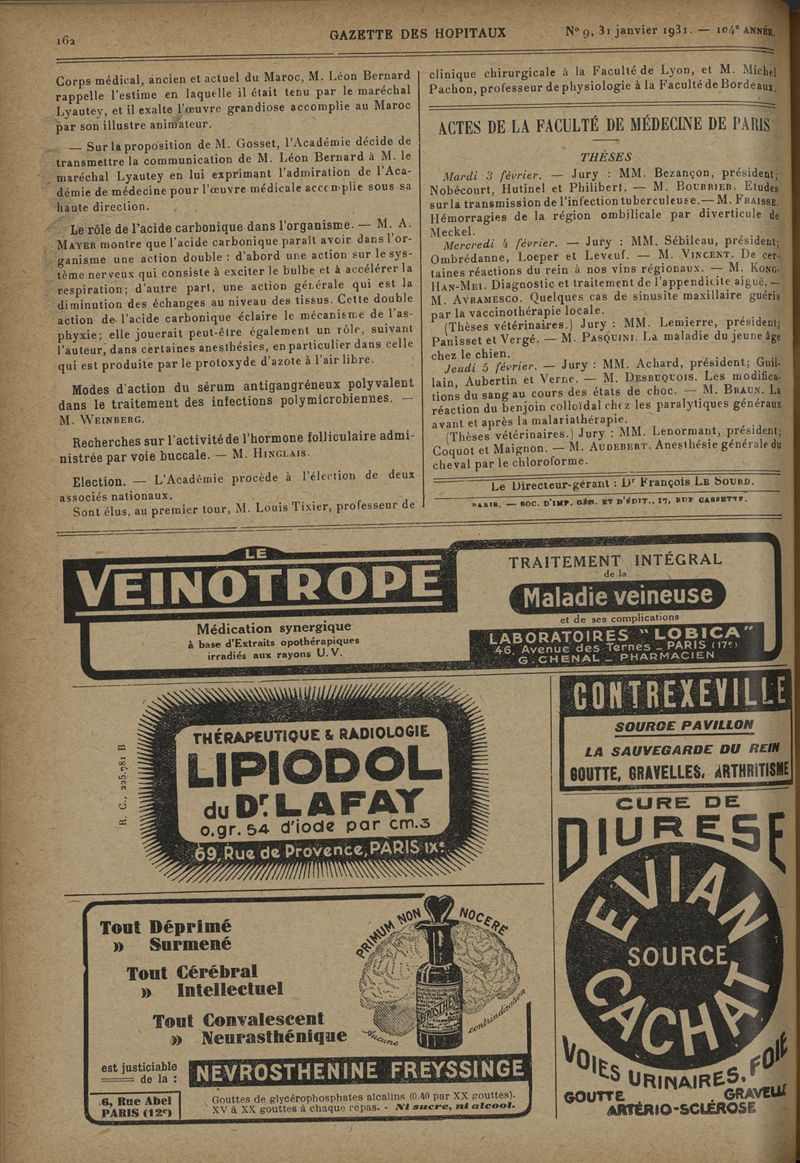 162
GAZETTE DES HOPITAUX
N° 9, 31 janvier 1931. — 104e ANNÉE.
Corps médical, ancien et actuel du Maroc, M. Léon Bernard
rappelle l'estime en laquelle il était tenu par le maréchal
Lyautey, et il exalte l'œuvre grandiose accomplie au Maroc
par son illustre animateur.
— Sur la proposition de M. Gosset, l'Académie décide de
transmettre la communication de M. Léon Bernard à M. le
maréchal Lyautey en lui exprimant l'admiration de l'Aca-
démie de médecine pour l'œuvre médicale accomplie sous sa
haute direction.
Le rôle de l'acide carbonique dans l'organisme. — M. A.
MAYER montre que l'acide carbonique paraît avoir dans l'or-
ganisme une action double : d'abord une action sur le sys-
tème nerveux qui consiste à exciter le bulbe et à accélérer la
respiration; d'autre part, une action générale qui est la
diminution des échanges au niveau des tissus. Cette double
action de l'acide carbonique éclaire le mécanisme de l'as-
phyxie; elle jouerait peut-être également un rôle, suivant
l'auteur, dans certaines anesthésies, en particulier dans celle
qui est produite par le protoxyde d'azote à l'air libre.
Modes d'action du sérum antigangréneux polyvalent
dans le traitement des infections polymicrobiennes. —
M. WEINBERG.
Recherches sur l'activité de l'hormone folliculaire admi-
nistrée par voie buccale. — M. HINGLAIS.
Election. — L'Académie procède à l'élection de deux
associés nationaux.
Sont élus, au premier tour, M. Louis Tixier, professeur de
clinique chirurgicale à la Faculté de Lyon, et M. Michel
Pachon, professeur de physiologie à la Faculté de Bordeaux.
ACTES DE LA FACULTÉ DE MÉDECINE DE PARIS
THÈSES
Mardi 3 février. — Jury : MM. Bezançon, président;
Nobécourt, Hutinel et Philibert. — M. BOURRIER. Etudes
sur la transmission de l'infection tuberculeuse. — M. FRAISSE.
Hémorragies de la région ombilicale par diverticule de
Meckel.
Mercredi 4 février. — Jury : MM. Sébileau, président;
Ombrédanne, Loeper et Leveuf. — M. VINCENT. De cer-
taines réactions du rein à nos vins régionaux. — M. KONG-
HAN-MEI. Diagnostic et traitement de l'appendicite aiguë. —
M. AVRAMESCO. Quelques cas de sinusite maxillaire guéris
par la vaccinothérapie locale.
(Thèses vétérinaires.) Jury : MM. Lemierre, président;
Panisset et Vergé. — M. PASQUINI. La maladie du jeune âge
chez le chien.
Jeudi 5 février. — Jury : MM. Achard, président; Guil-
lain, Aubertin et Verne. — M. DESBUQUOIS. Les modifica-
tions du sang au cours des états de choc. — M. BRAUN. La
réaction du benjoin colloïdal chez les paralytiques généraux
avant et après la malariathérapie.
(Thèses vétérinaires.) Jury : MM. Lenormant, président;
Coquot et Maignon. — M. AUDEBERT. Anesthésie générale du
cheval par le chloroforme.
Le Directeur-gérant : Dr François LE SOURD.
PARIS. — SOC. D'IMP. GÉN. ET D'ÉDIT., 17, RUE CASSETTE.
LE
VEINOTROPE
Médication synergique
à base d'Extraits opothérapiques
irradiés aux rayons U.V.
TRAITEMENT INTÉGRAL
de la
Maladie veineuse
et de ses complications
LABORATOIRES "LOBICA"
46, Avenue des Ternes _ PARIS (17e)
G. CHENAL _ PHARMACIEN
R. C., 225.781 B
THÉRAPEUTIQUE & RADIOLOGIE
LIPIODOL
du Dr. LAFAY
0,gr. 54 d'iode par cm.3
69, Rue de Provence, PARIS IXe.
CONTREXEVILLE
SOURCE PAVILLON
LA SAUVEGARDE DU REIN
GOUTTE, GRAVELLES, ARTHRITISME
CURE DE
DIURESE
EVIAN
SOURCE
CACHAT
VOIES URINAIRES, FOIE
GOUTTE GRAVELLE
ARTÉRIO-SCLÉROSE
Tout Déprimé
» Surmené
Tout Cérébral
» Intellectuel
Tout Convalescent
» Neurasthénique
PRIMUM NON NOCERE
NEVROSTHENINE
Aucune contrindication
est justiciable
de la :
NEVROSTHENINE FREYSSINGE
6, Rue Abel
PARIS (12e)
Gouttes de glycérophosphates alcalins (0.40 par XX gouttes).
XV à XX gouttes à chaque repas. - Ni sucre, ni alcool.